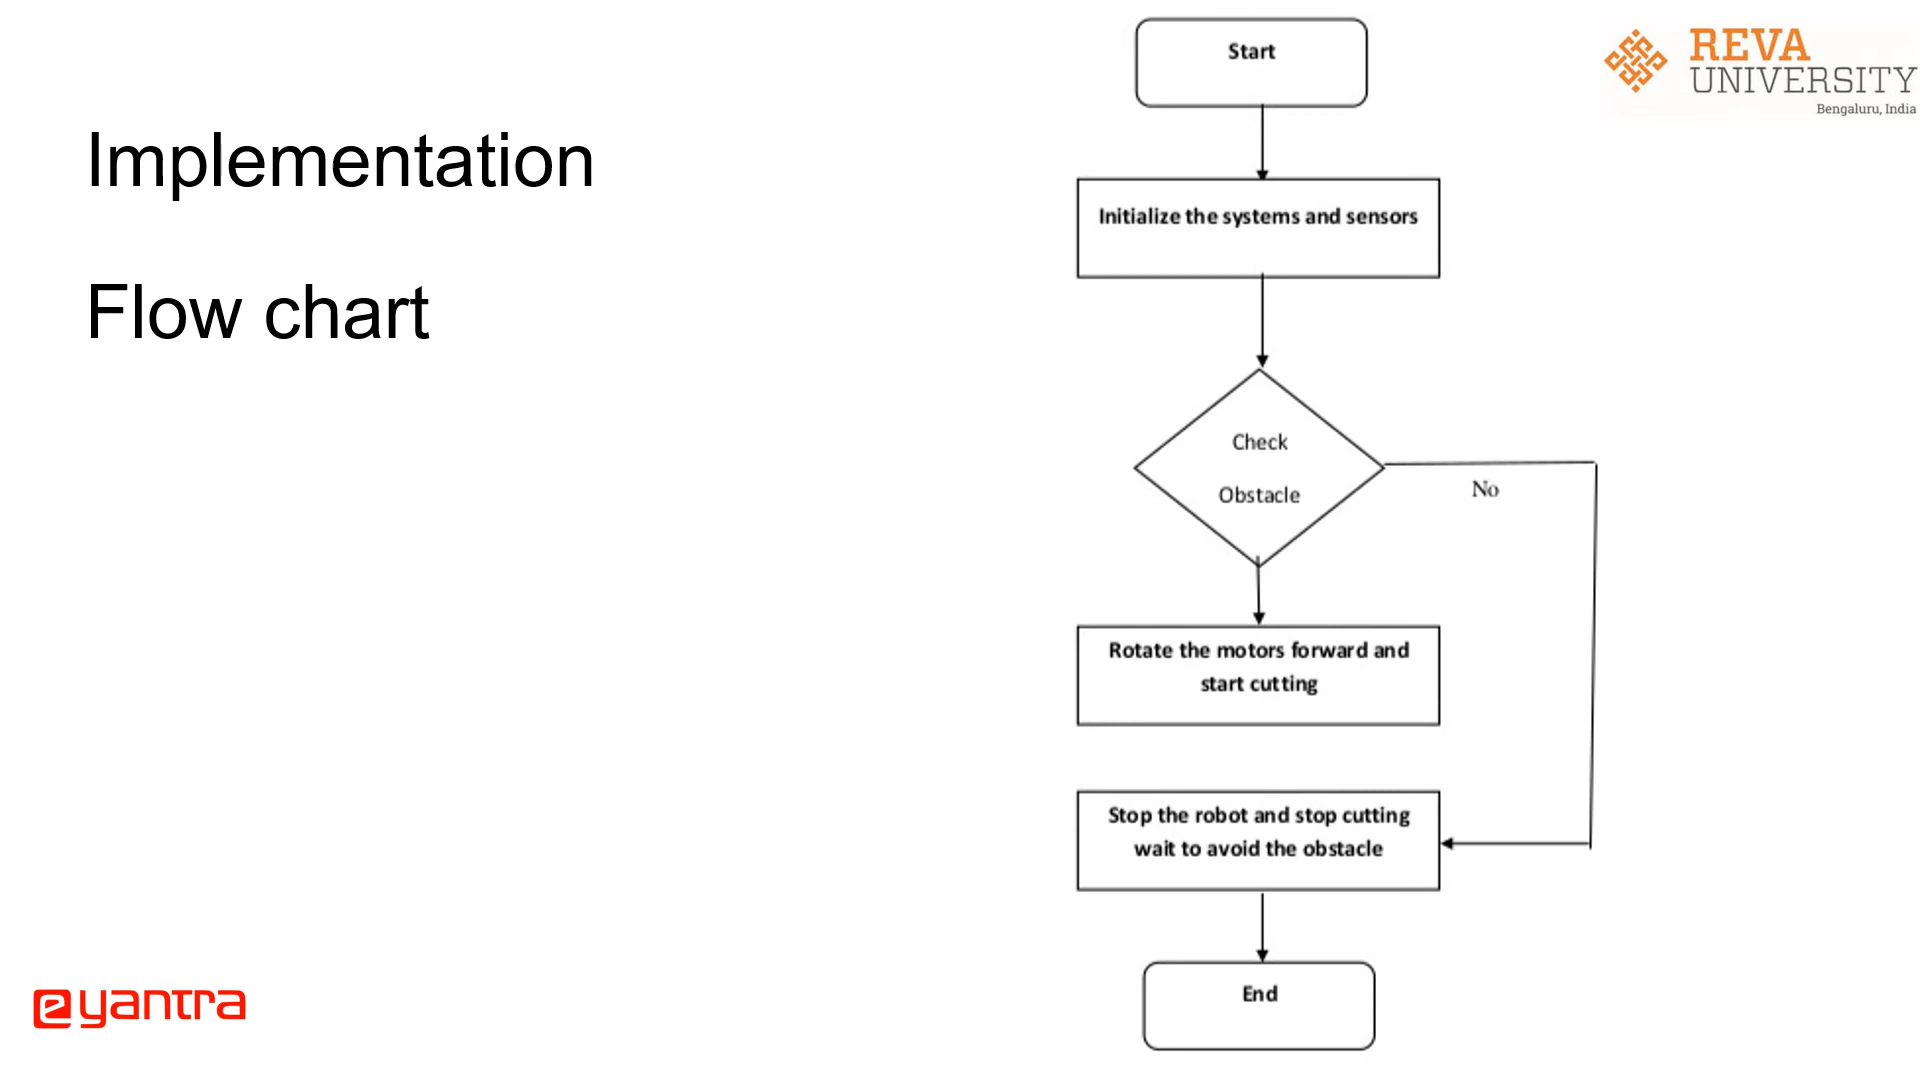 Implementation
Flow chart
Start
Initialize the systems and sensors
Check
Obstacle
No
Rotate the motors forward and
start cutting
Stop the robot and stop cutting
wait to avoid the obstacle
End
REVA
UNIVERSITY
Bengaluru, India
eyantra